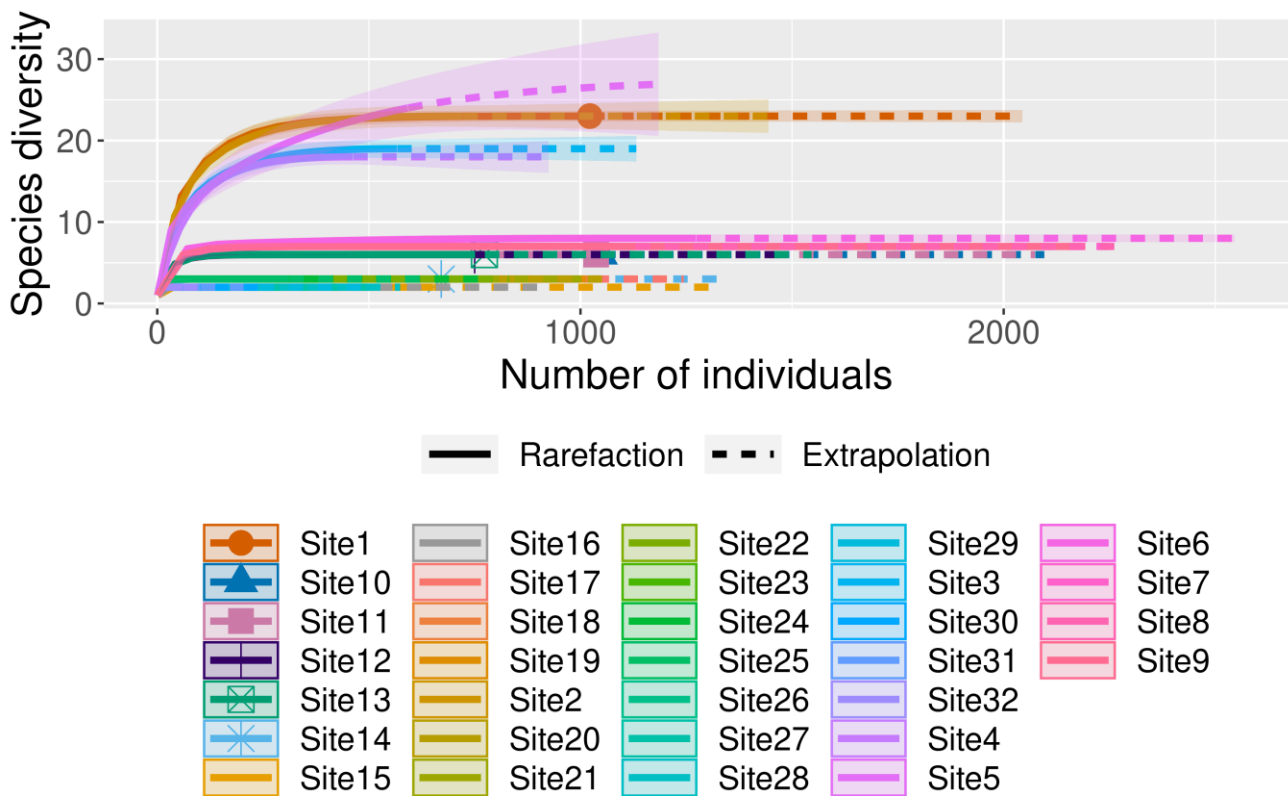 Species diversity
30
20
10
0
0 1000 2000
Number of individuals
Rarefaction Extrapolation
Site1 Site16 Site22 Site29 Site6
Site10 Site17 Site23 Site3 Site7
Site11 Site18 Site24 Site30 Site8
Site12 Site19 Site25 Site31 Site9
Site13 Site2 Site26 Site32
Site14 Site20 Site27 Site4
Site15 Site21 Site28 Site5